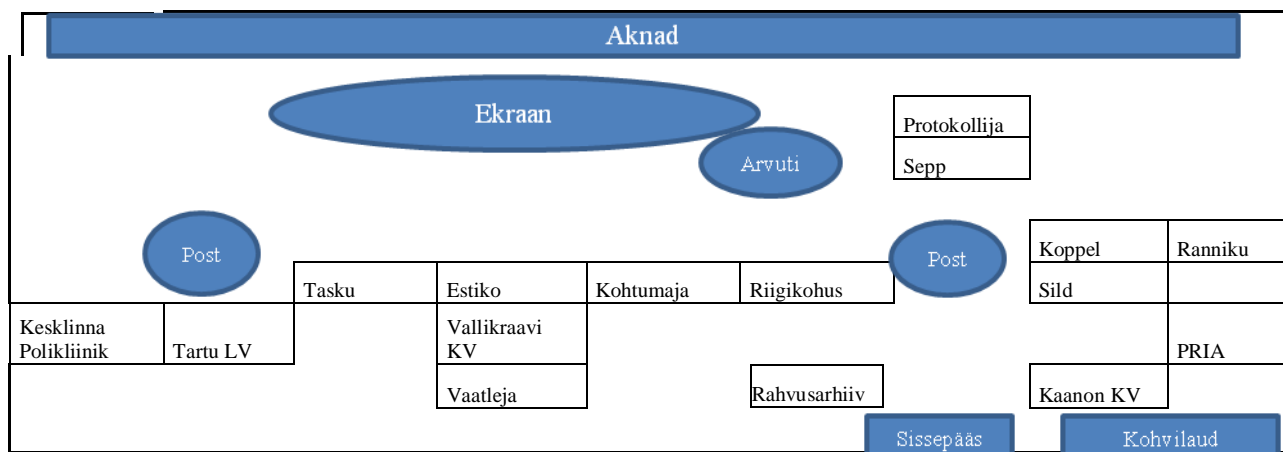 Aknad
Ekraan
Protokollija
Arvuti
Sepp
Post
Post
Koppel
Ranniku
Tasku
Estiko
Kohtumaja
Riigikohus
Sild
Kesklinna
Polikliinik
Tartu LV
Vallikraavi
KV
PRIA
Vaatleja
Rahvusarhiiv
Kaanon KV
Sissepääs
Kohvilaud